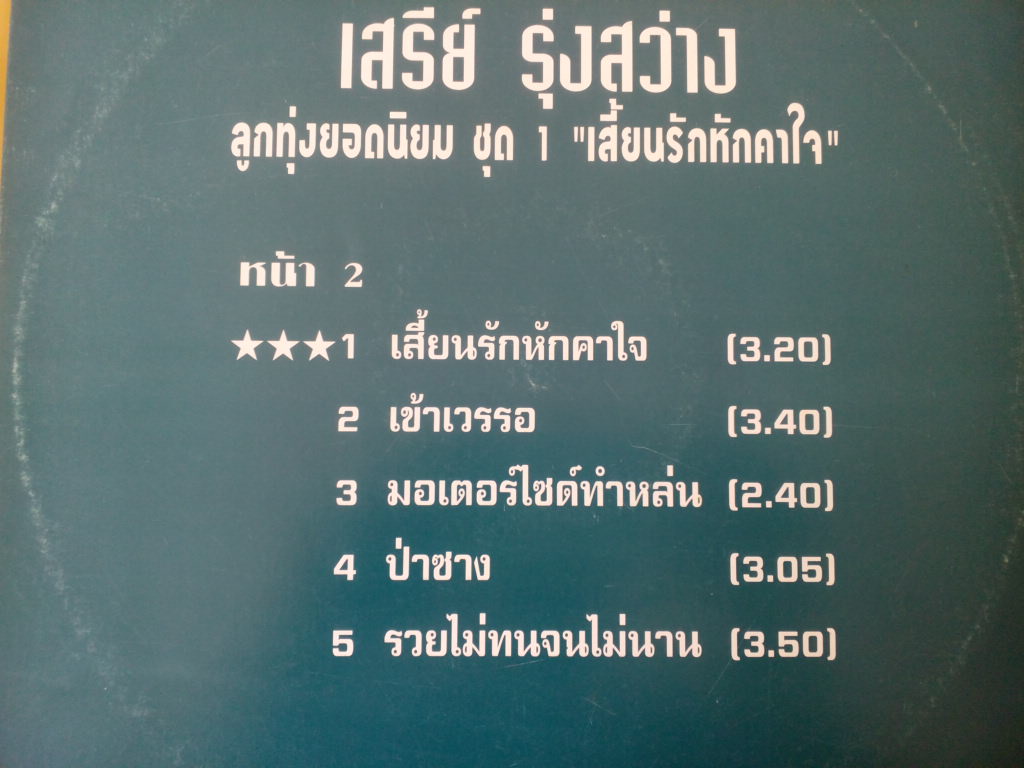 เสรีย์ รุ่งสว่าง
ลูกทุ่งยอดนิยม ชุด 1 "เสี้ยนรักหักคาใจ"
หน้า 2
★★★1 เสี้ยนรักหักคาใจ (3.20)
2 เข้าเวรรอ (3.40)
3 มอเตอร์ไซด์ทำหล่น (2.40)
4 ป่าซาง (3.05)
5 รวยไม่ทนจนไม่นาน (3.50)